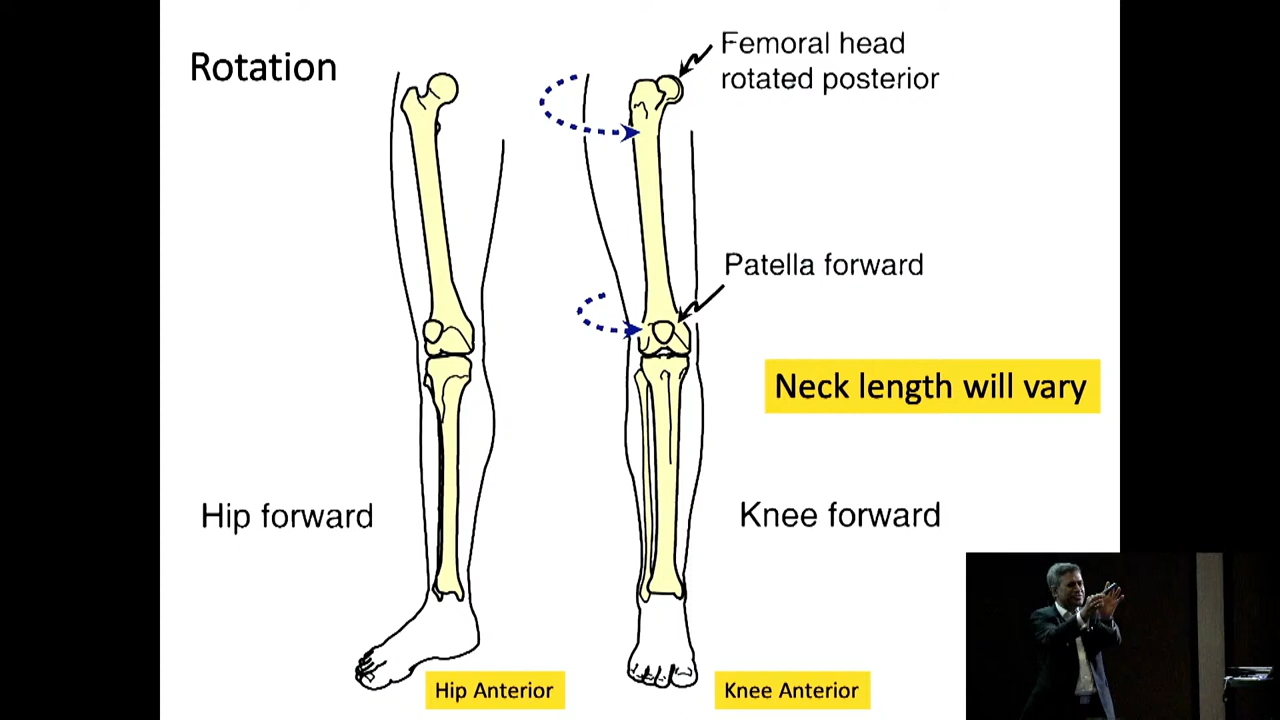 Rotation
Femoral head
rotated posterior
Patella forward
Neck length will vary
Hip forward
Knee forward
Hip Anterior
Knee Anterior